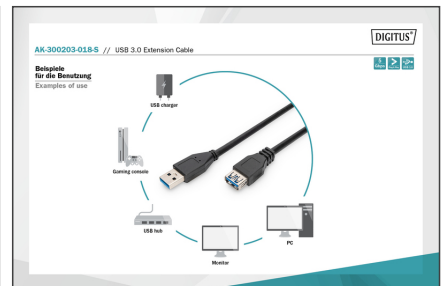 DIGITUS®
AK-300203-018-S // USB 3.0 Extension Cable
Beispiele
für die Benutzung
Examples of use
USB charger
Gaming console
USB hub
Monitor
PC